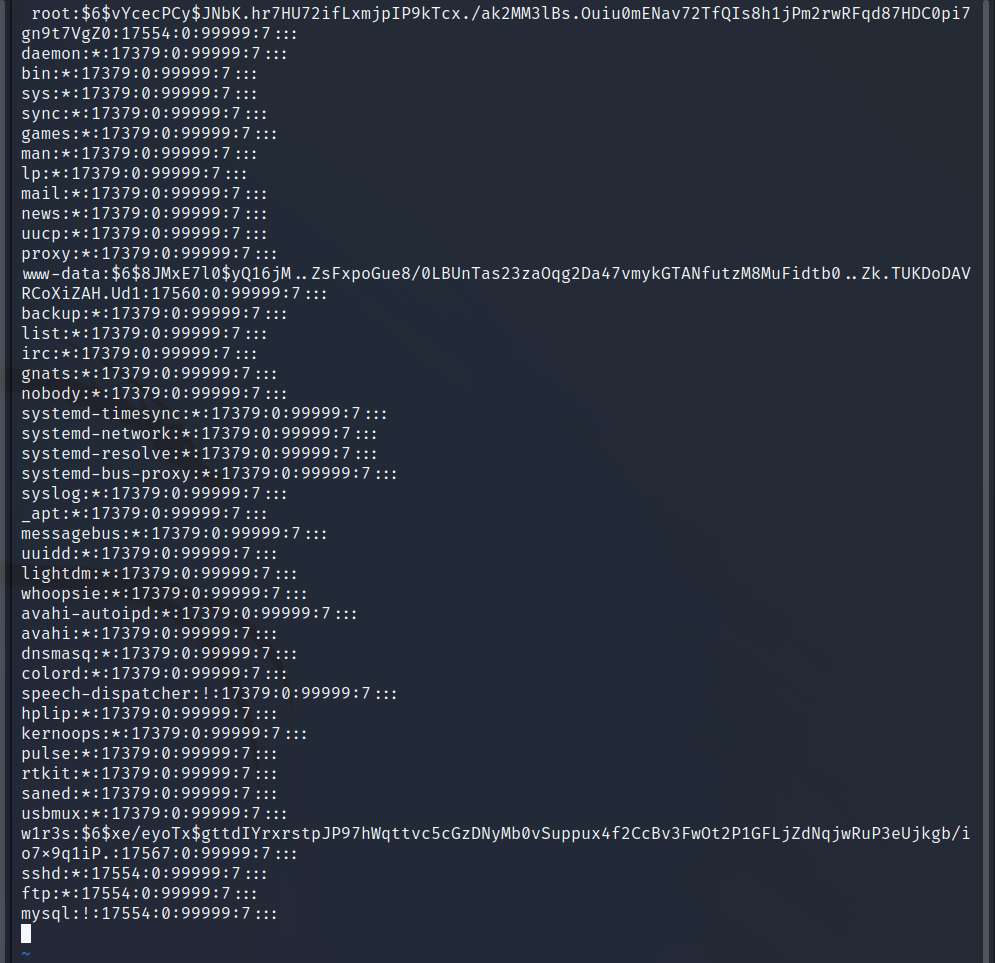 root:$6$vYcecPCy$JNbK.hr7HU72ifLxmjpIP9kTcx./ak2MM3lBs.Ouiu0mENav72TfQIs8h1jPm2rwRFqd87HDC0pi7
gn9t7VgZ0:17554:0:99999:7:::
daemon:*:17379:0:99999:7:::
bin:*:17379:0:99999:7:::
sys:*:17379:0:99999:7:::
sync:*:17379:0:99999:7:::
games:*:17379:0:99999:7:::
man:*:17379:0:99999:7:::
lp:*:17379:0:99999:7:::
mail:*:17379:0:99999:7:::
news:*:17379:0:99999:7:::
uucp:*:17379:0:99999:7:::
proxy:*:17379:0:99999:7:::
www-data:$6$8JMxE7l0$yQ16jM..ZsFxpoGue8/0LBUnTas23zaOqg2Da47vmykGTANfutzM8MuFidtb0..Zk.TUKDoDAV
RCoXiZAH.Ud1:17560:0:99999:7:::
backup:*:17379:0:99999:7:::
list:*:17379:0:99999:7:::
irc:*:17379:0:99999:7:::
gnats:*:17379:0:99999:7:::
nobody:*:17379:0:99999:7:::
systemd-timesync:*:17379:0:99999:7:::
systemd-network:*:17379:0:99999:7:::
systemd-resolve:*:17379:0:99999:7:::
systemd-bus-proxy:*:17379:0:99999:7:::
syslog:*:17379:0:99999:7:::
_apt:*:17379:0:99999:7:::
messagebus:*:17379:0:99999:7:::
uuidd:*:17379:0:99999:7:::
lightdm:*:17379:0:99999:7:::
whoopsie:*:17379:0:99999:7:::
avahi-autoipd:*:17379:0:99999:7:::
avahi:*:17379:0:99999:7:::
dnsmasq:*:17379:0:99999:7:::
colord:*:17379:0:99999:7:::
speech-dispatcher:!:17379:0:99999:7:::
hplip:*:17379:0:99999:7:::
kernoops:*:17379:0:99999:7:::
pulse:*:17379:0:99999:7:::
rtkit:*:17379:0:99999:7:::
saned:*:17379:0:99999:7:::
usbmux:*:17379:0:99999:7:::
w1r3s:$6$xe/eyoTx$gttdIYrxrstpJP97hWqttvc5cGzDNyMb0vSuppux4f2CcBv3FwOt2P1GFLjZdNqjwRuP3eUjkgb/i
o7x9q1iP.:17567:0:99999:7:::
sshd:*:17554:0:99999:7:::
ftp:*:17554:0:99999:7:::
mysql:!:17554:0:99999:7:::
~